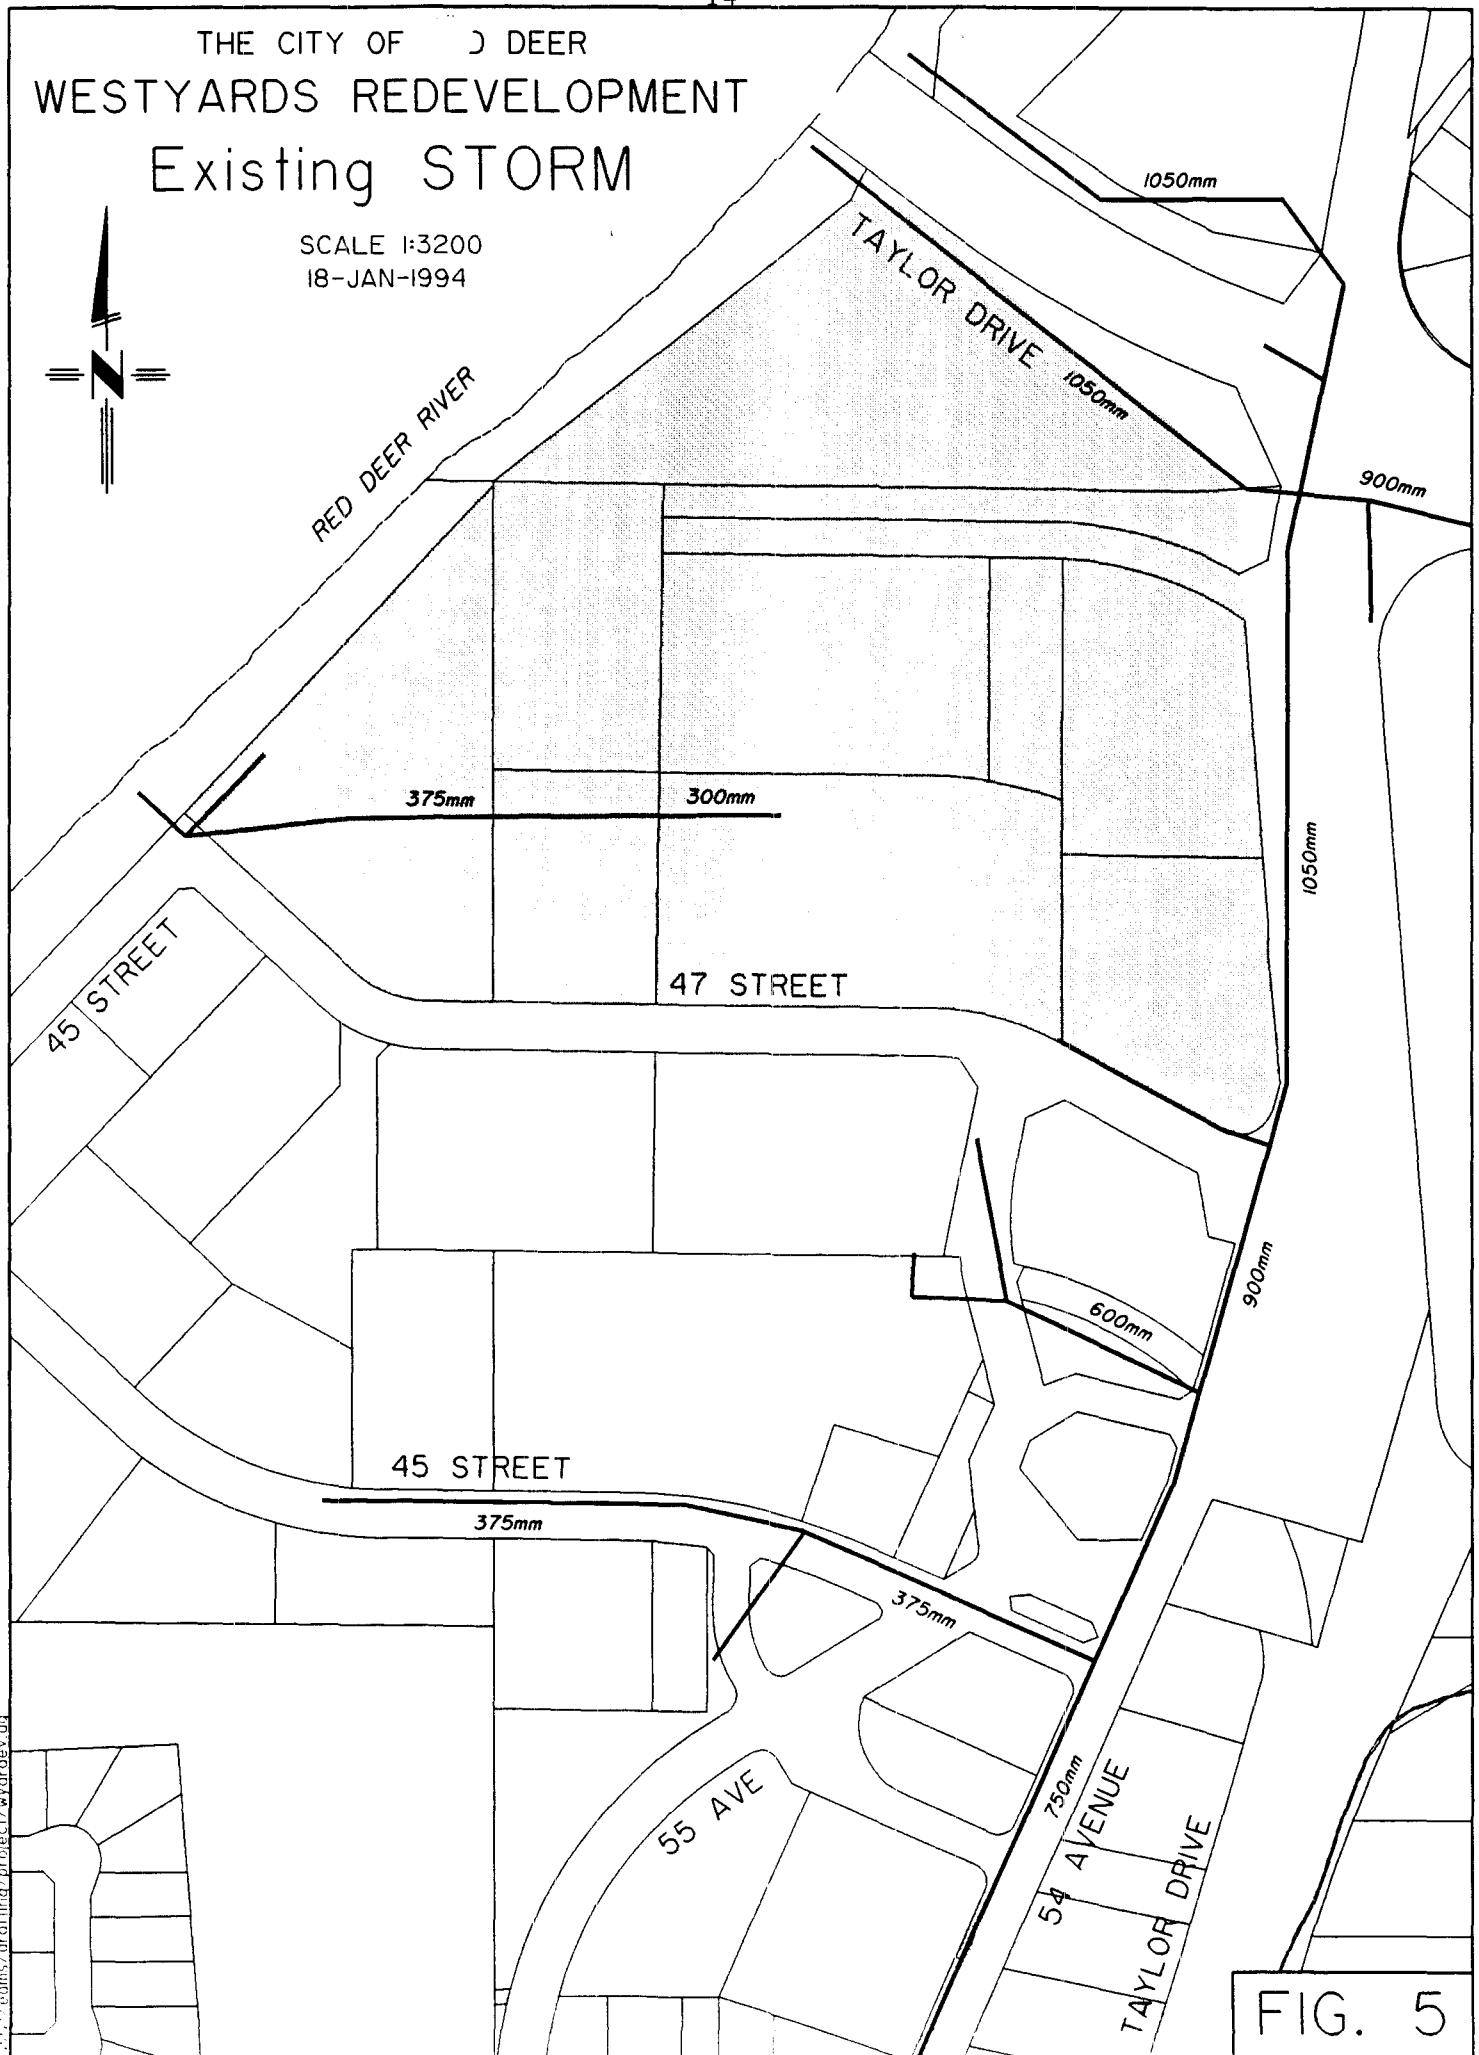 14
THE CITY OF DEER
WESTYARDS REDEVELOPMENT
Existing STORM
SCALE 1:3200
18-JAN-1994
N
RED DEER RIVER
1050mm
TAYLOR DRIVE
1050mm
900mm
375mm
300mm
1050mm
45 STREET
47 STREET
900mm
600mm
45 STREET
375mm
375mm
750mm
55 AVE
54 AVENUE
TAYLOR DRIVE
FIG. 5